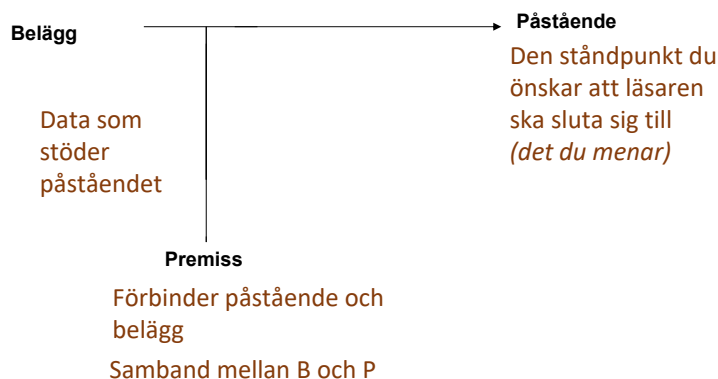 Belägg
Påstående
Den ståndpunkt du
önskar att läsaren
ska sluta sig till
(det du menar)
Data som
stöder
påståendet
Premiss
Förbinder påstående och
belägg
Samband mellan B och P